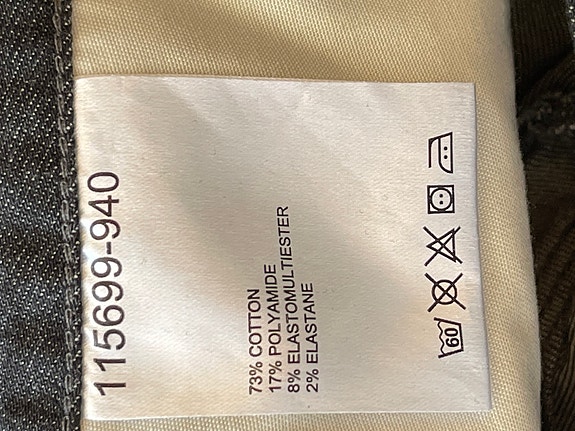 115699-940
73% COTTON
17% POLYAMIDE
8% ELASTOMULTIESTER
2% ELASTANE
60